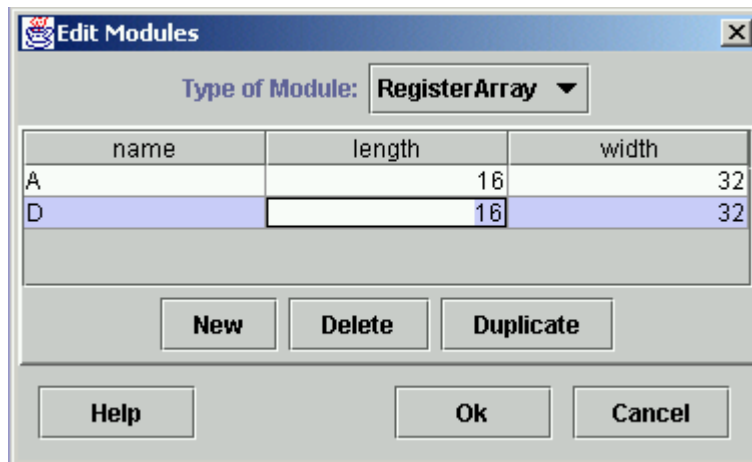 Edit Modules
Type of Module: RegisterArray
name length width
A 16 32
D 16 32
New Delete Duplicate
Help Ok Cancel